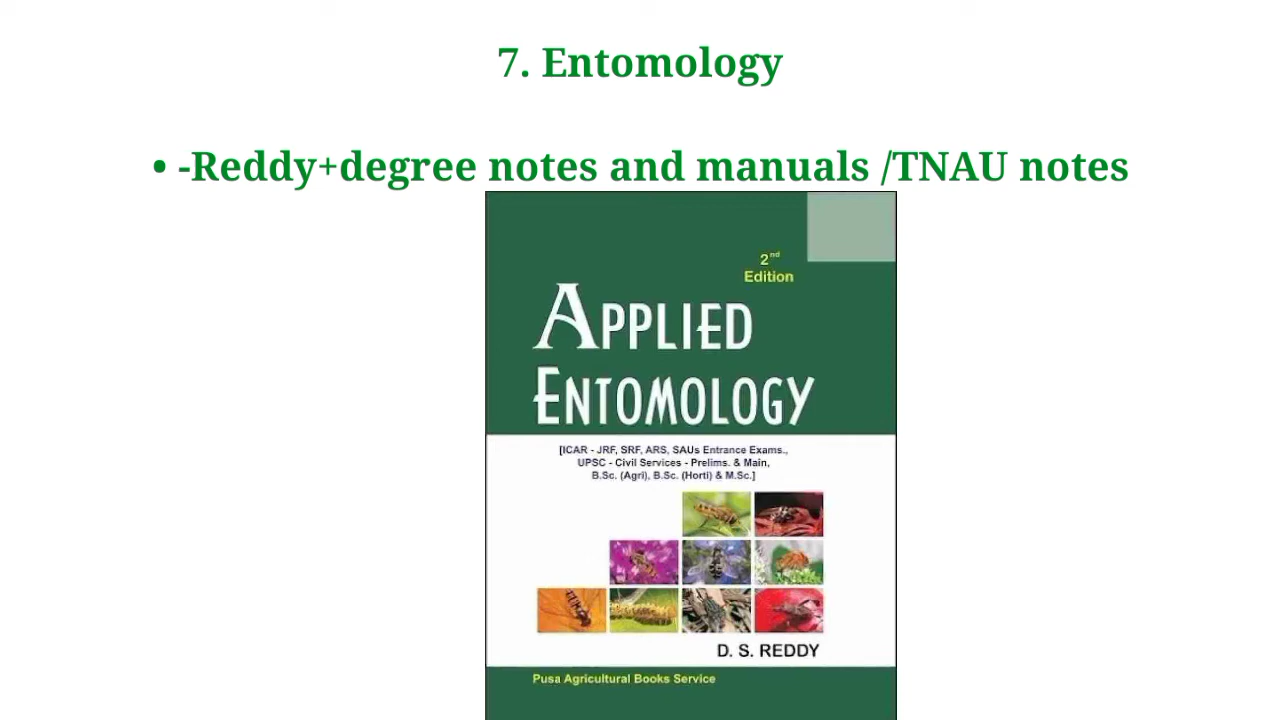 7. Entomology
• -Reddy+degree notes and manuals /TNAU notes
2nd
Edition
APPLIED
ENTOMOLOGY
[ICAR - JRF, SRF, ARS, SAUs Entrance Exams.,
UPSC - Civil Services - Prelims. & Main,
B.Sc. (Agri), B.Sc. (Horti) & M.Sc.]
D. S. REDDY
Pusa Agricultural Books Service